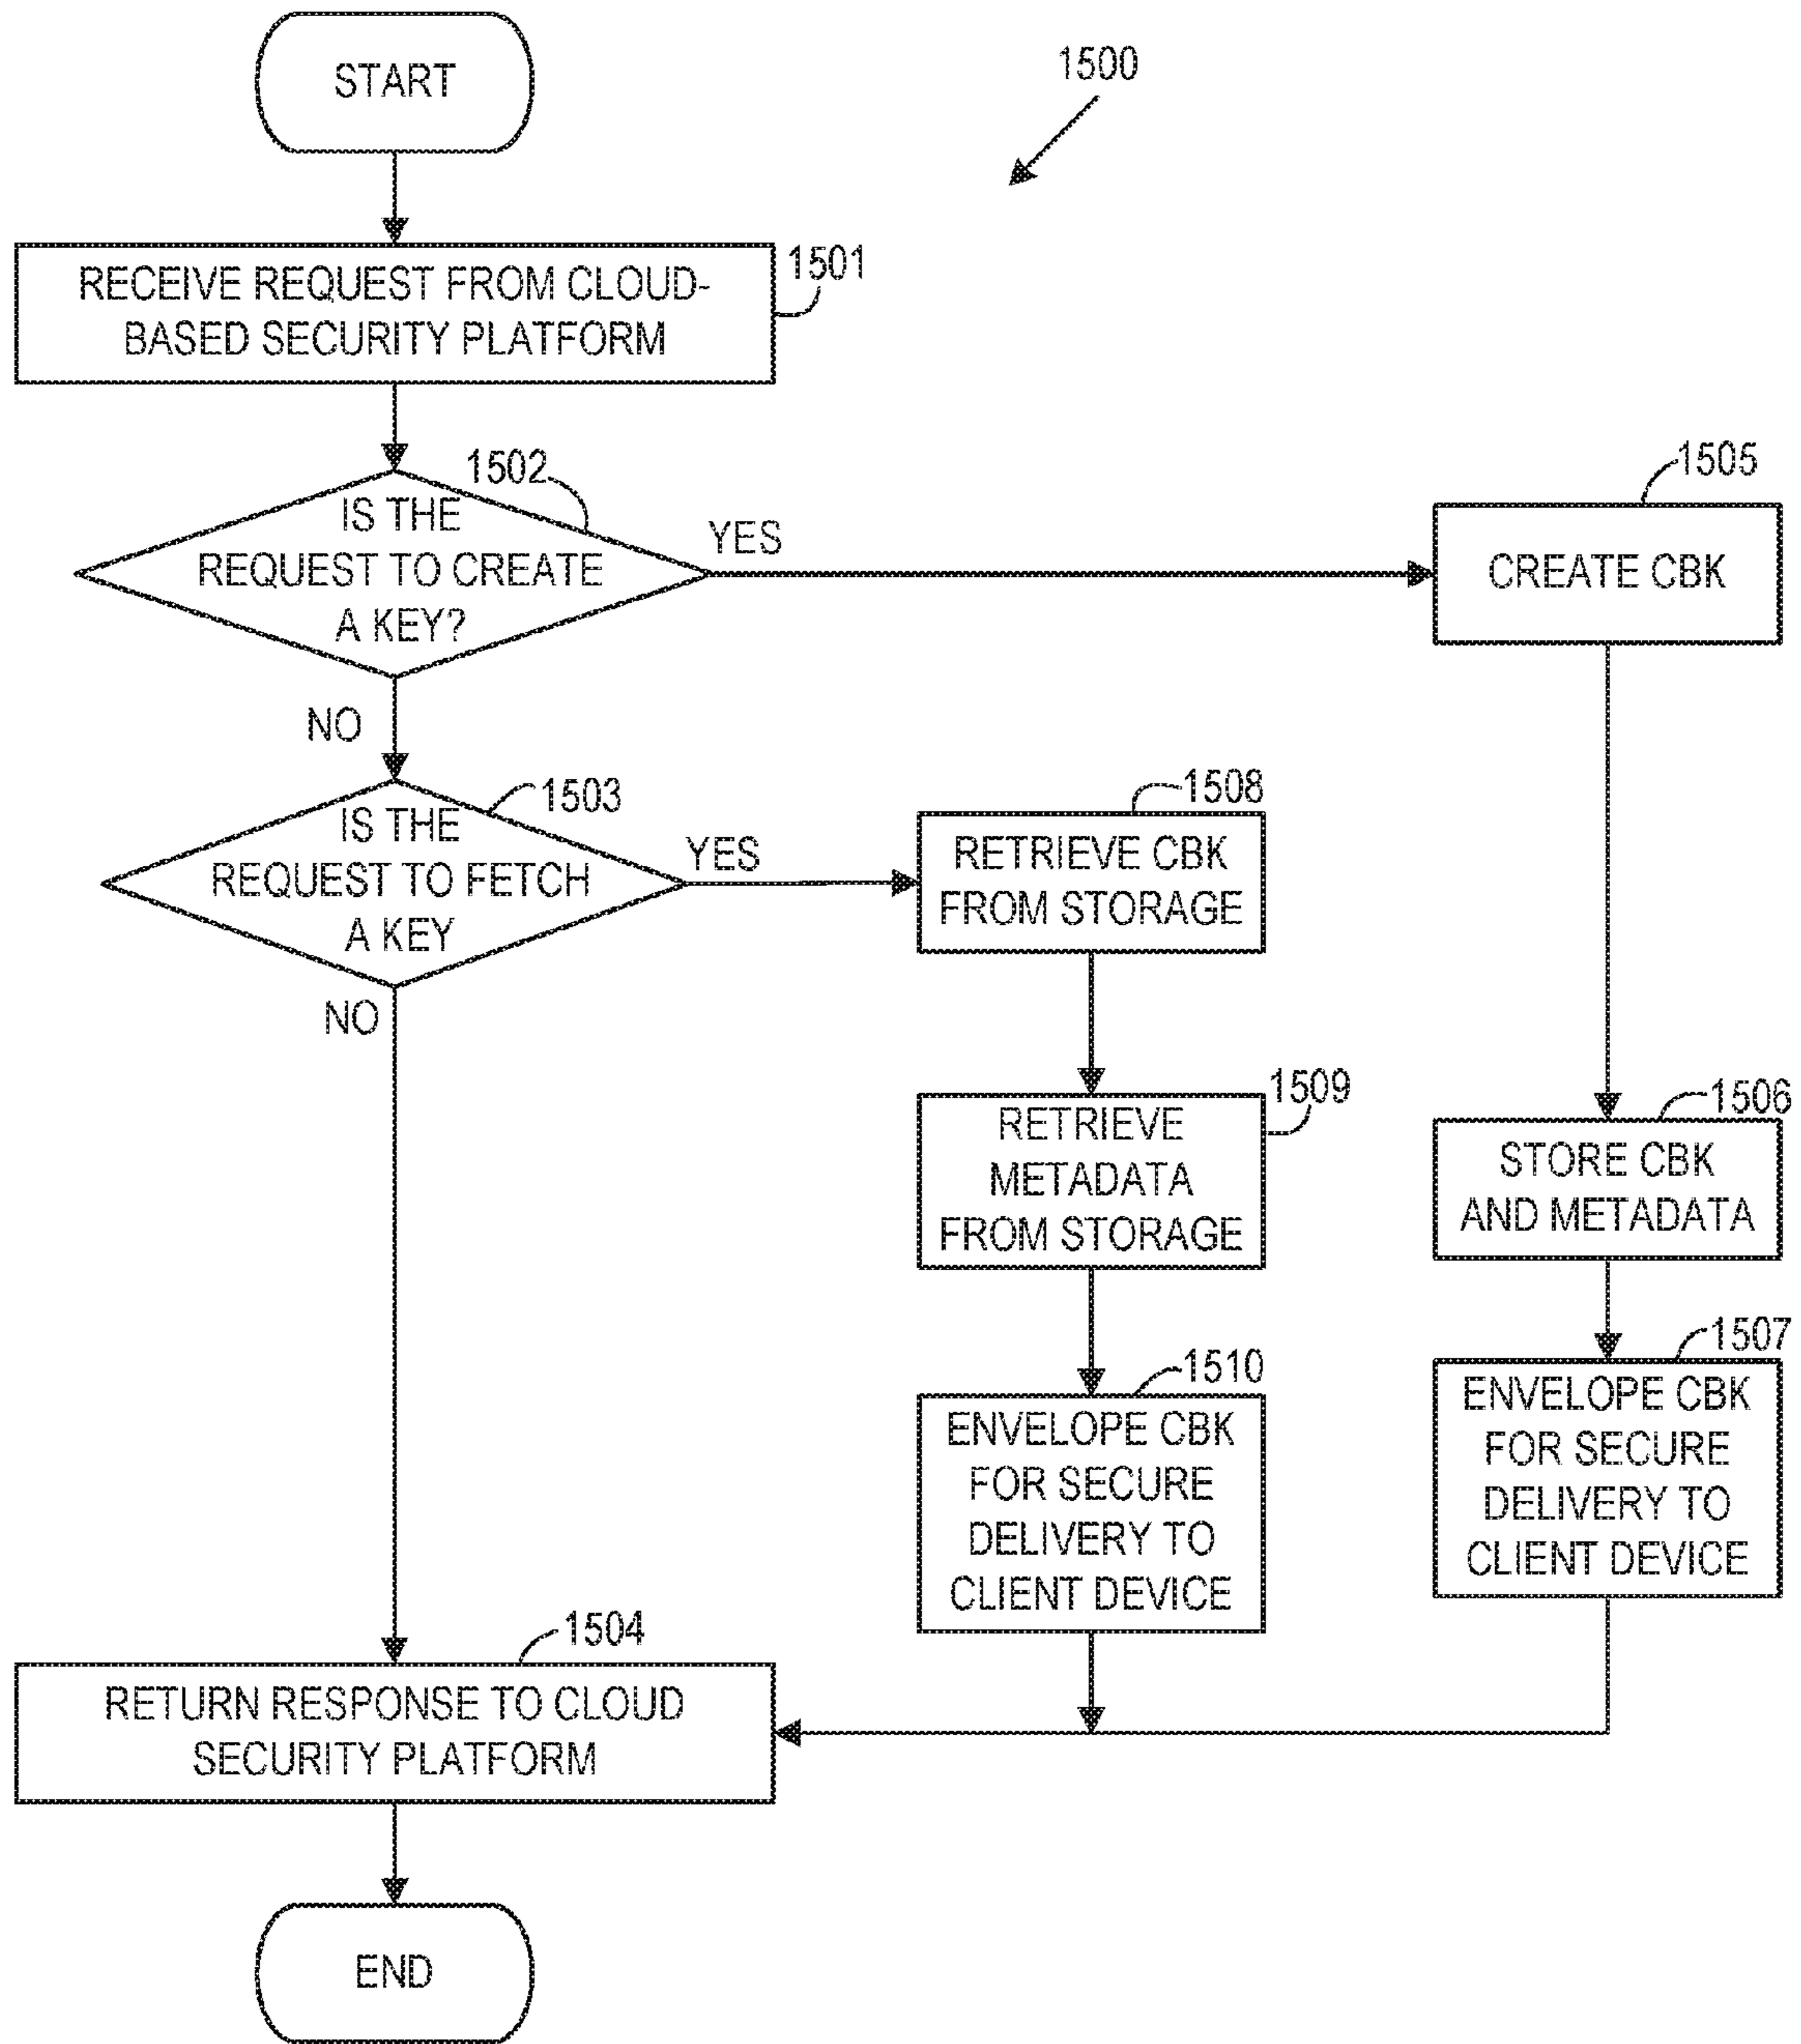 START
1500
RECEIVE REQUEST FROM CLOUD-
BASED SECURITY PLATFORM
1501
1502
IS THE
REQUEST TO CREATE
A KEY?
YES
NO
1505
CREATE CBK
1503
IS THE
REQUEST TO FETCH
A KEY
YES
NO
1508
RETRIEVE CBK
FROM STORAGE
1509
RETRIEVE
METADATA
FROM STORAGE
1506
STORE CBK
AND METADATA
1510
ENVELOPE CBK
FOR SECURE
DELIVERY TO
CLIENT DEVICE
1507
ENVELOPE CBK
FOR SECURE
DELIVERY TO
CLIENT DEVICE
1504
RETURN RESPONSE TO CLOUD
SECURITY PLATFORM
END